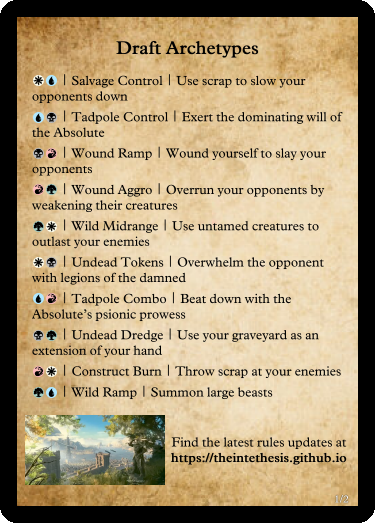 Draft Archetypes
| Salvage Control | Use scrap to slow your
opponents down
| Tadpole Control | Exert the dominating will of
the Absolute
| Wound Ramp | Wound yourself to slay your
opponents
| Wound Aggro | Overrun your opponents by
weakening their creatures
| Wild Midrange | Use untamed creatures to
outlast your enemies
| Undead Tokens | Overwhelm the opponent
with legions of the damned
| Tadpole Combo | Beat down with the
Absolute's psionic prowess
| Undead Dredge | Use your graveyard as an
extension of your hand
| Construct Burn | Throw scrap at your enemies
| Wild Ramp | Summon large beasts
Find the latest rules updates at
https://theintethesis.github.io
1/2